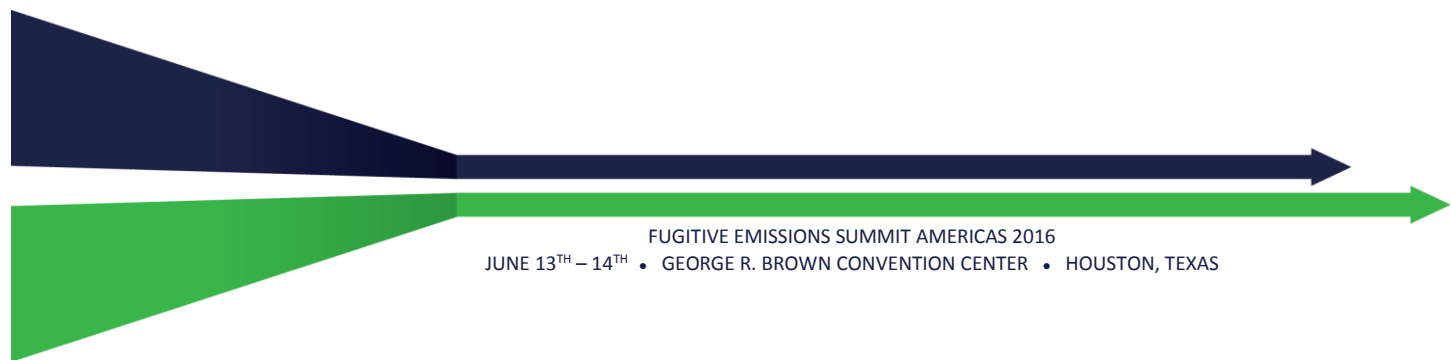 FUGITIVE EMISSIONS SUMMIT AMERICAS 2016
JUNE 13TH – 14TH • GEORGE R. BROWN CONVENTION CENTER • HOUSTON, TEXAS